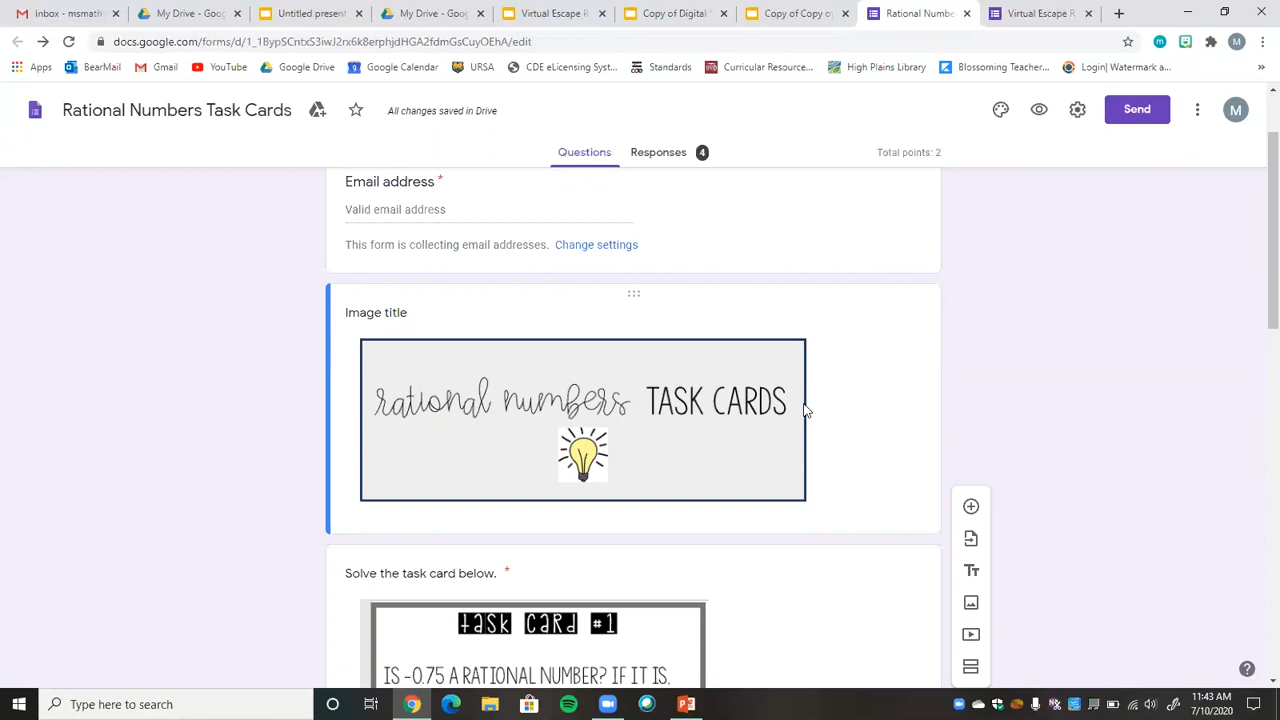 Inbox - msmath
My Drive - Goog
Untitled present
My Drive - Goog
Virtual Escape R
Copy of Digital
Copy of Copy o
Rational Numbe
Virtual Escape R
docs.google.com/forms/d/1_1BypSCntxS3iwJ2rx6k8erphjdHGA2fdmGsCuyOEhA/edit
M
Apps
BearMail
Gmail
YouTube
Google Drive
Google Calendar
URSA
CDE eLicensing Syst...
Standards
Curricular Resource...
High Plains Library
Blossoming Teacher...
Login| Watermark a...
»
Rational Numbers Task Cards
All changes saved in Drive
Send
M
Questions
Responses 4
Total points: 2
Email address *
Valid email address
This form is collecting email addresses. Change settings
Image title
rational numbers TASK CARDS
Solve the task card below. *
task card #1
IS -0.75 A RATIONAL NUMBER? IF IT IS,
Type here to search
11:43 AM
7/10/2020